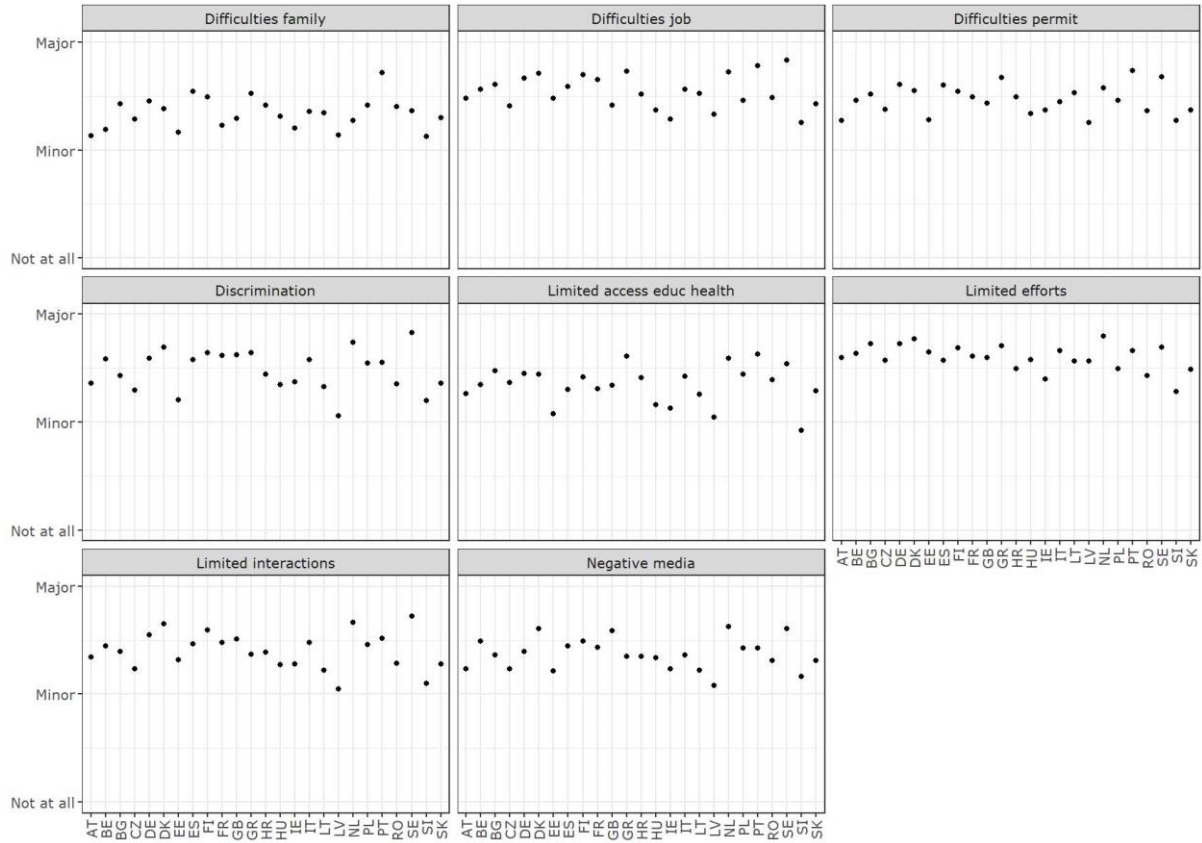 Difficulties family
Difficulties job
Difficulties permit
Major
Minor
Not at all
Discrimination
Limited access educ health
Limited efforts
Major
Minor
Not at all
AT BE BG CZ DE DK EE ES FI FR GB GR HR HU IE IT LT LV NL PL PT RO SE SI SK
Limited interactions
Negative media
Major
Minor
Not at all
AT BE BG CZ DE DK EE ES FI FR GB GR HR HU IE IT LT LV NL PL PT RO SE SI SK
AT BE BG CZ DE DK EE ES FI FR GB GR HR HU IE IT LT LV NL PL PT RO SE SI SK